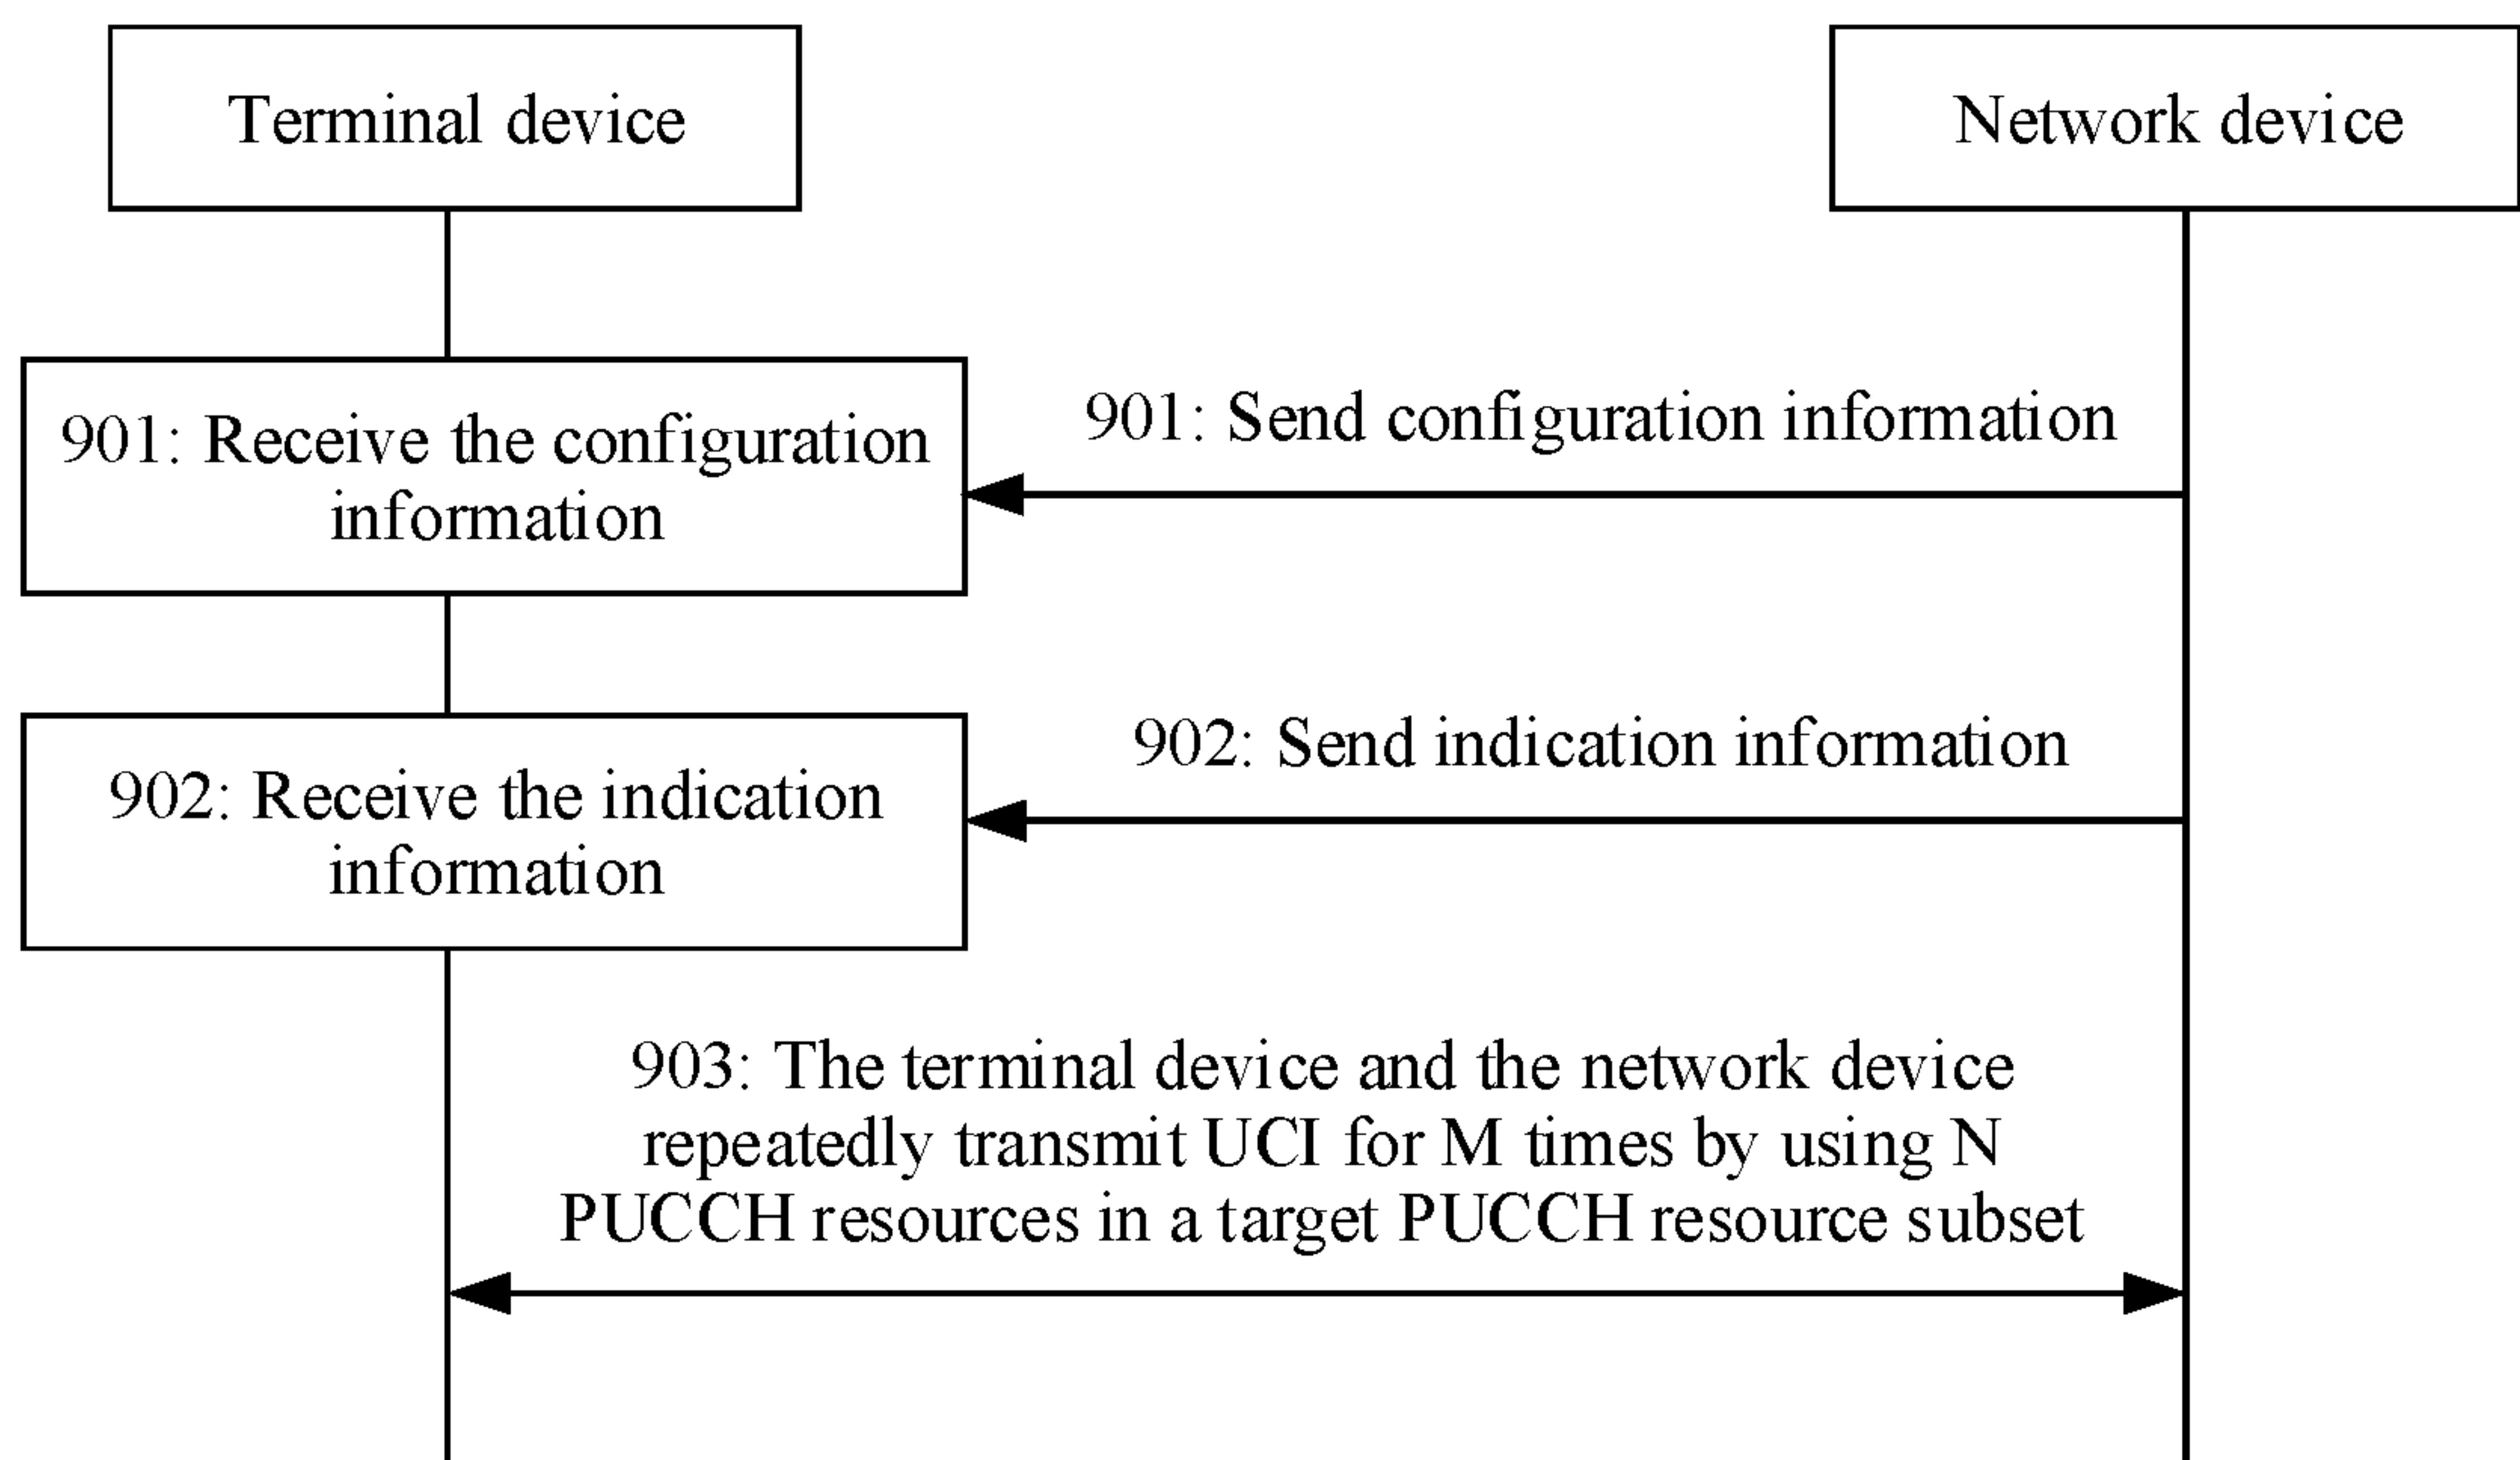 Terminal device
Network device
901: Send configuration information
901: Receive the configuration
information
902: Send indication information
902: Receive the indication
information
903: The terminal device and the network device
repeatedly transmit UCI for M times by using N
PUCCH resources in a target PUCCH resource subset